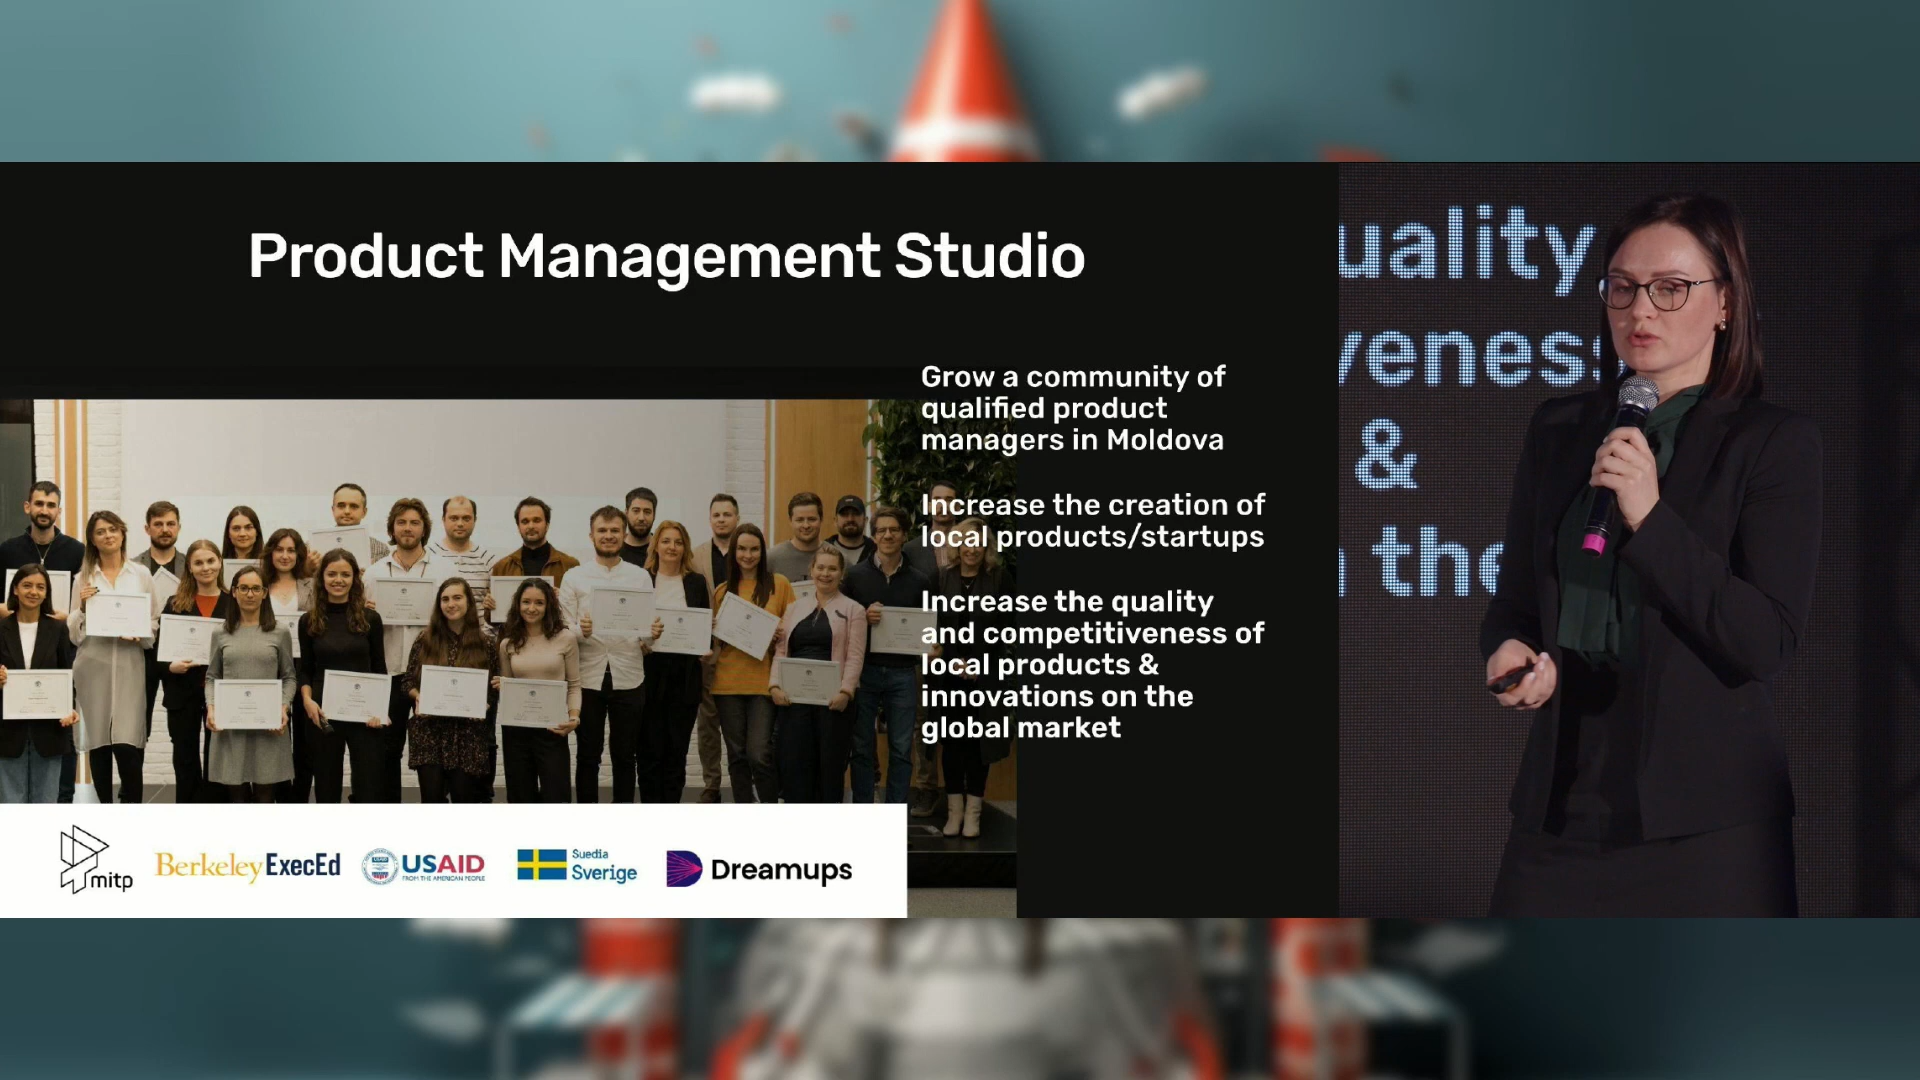 Product Management Studio
Grow a community of
qualified product
managers in Moldova
Increase the creation of
local products/startups
Increase the quality
and competitiveness of
local products &
innovations on the
global market
mitp
Berkeley ExecEd
USAID
FROM THE AMERICAN PEOPLE
Suedia
Sverige
Dreamups
uality
veness
&
the